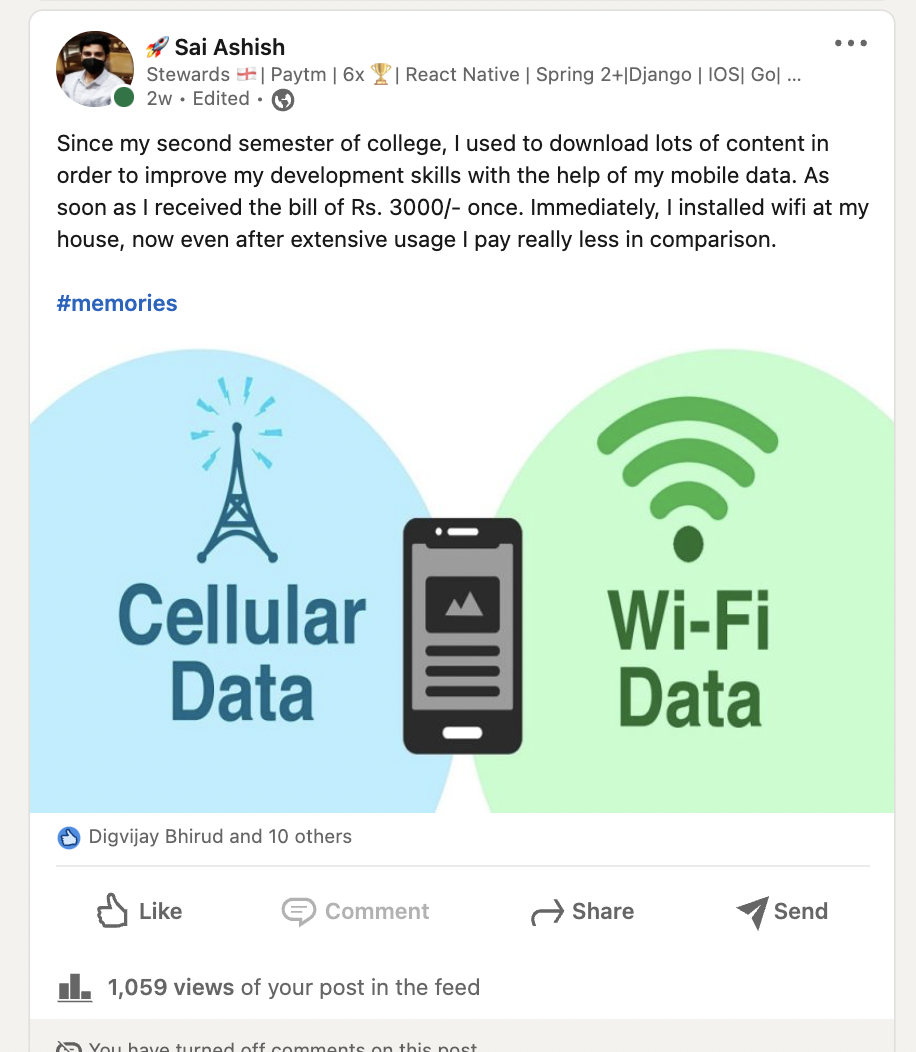 🚀 Sai Ashish
Stewards 🏴󠁧󠁢󠁥󠁮󠁧󠁿 | Paytm | 6x 🏆 | React Native | Spring 2+|Django | IOS| Go| ...
2w • Edited •
Since my second semester of college, I used to download lots of content in
order to improve my development skills with the help of my mobile data. As
soon as I received the bill of Rs. 3000/- once. Immediately, I installed wifi at my
house, now even after extensive usage I pay really less in comparison.
#memories
Cellular
Data
Wi-Fi
Data
Digvijay Bhirud and 10 others
Like Comment Share Send
1,059 views of your post in the feed
You have turned off comments on this post